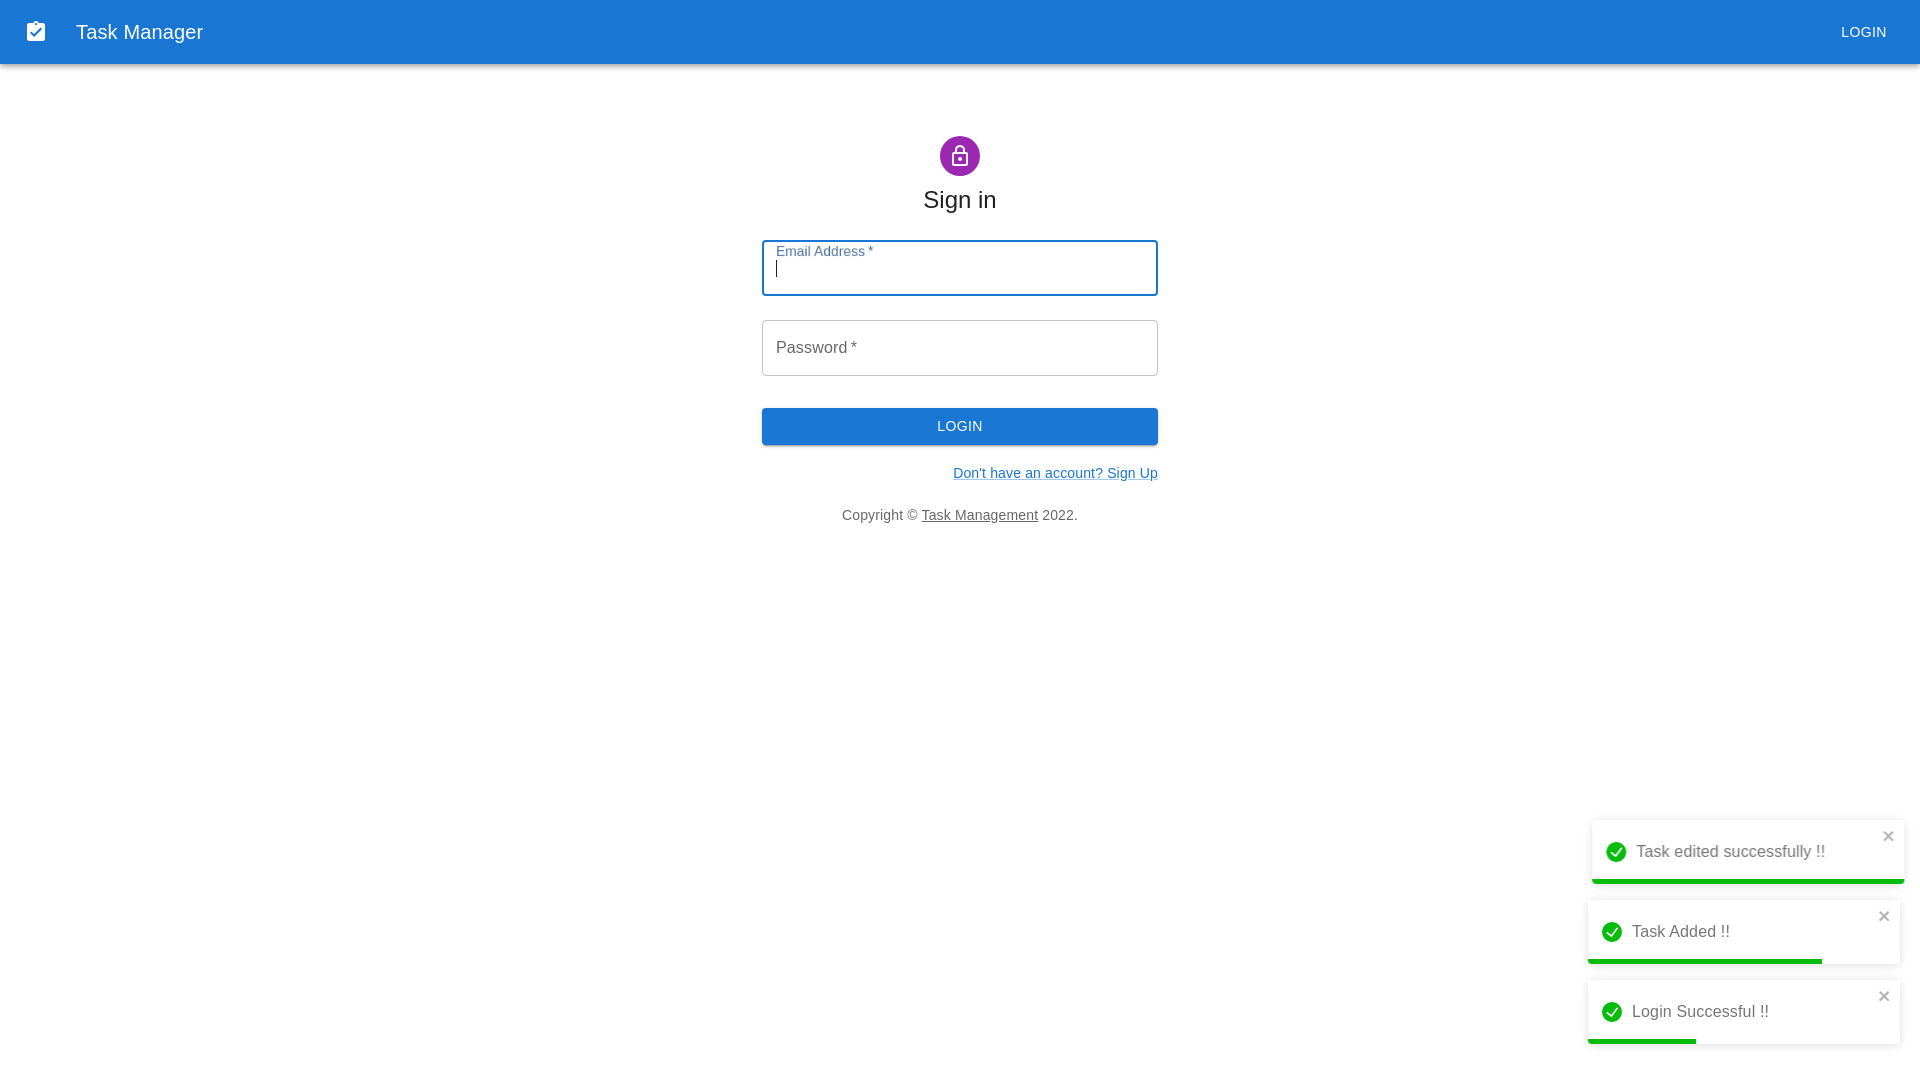 Task Manager
LOGIN
Sign in
Email Address *
Password *
LOGIN
Don't have an account? Sign Up
Copyright © Task Management 2022.
Task edited successfully !!
Task Added !!
Login Successful !!